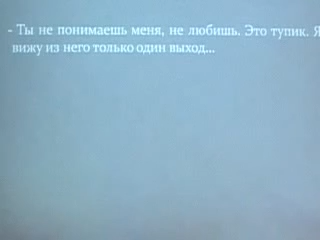 - Ты не понимаешь меня, не любишь. Это тупик. Я
вижу из него только один выход...